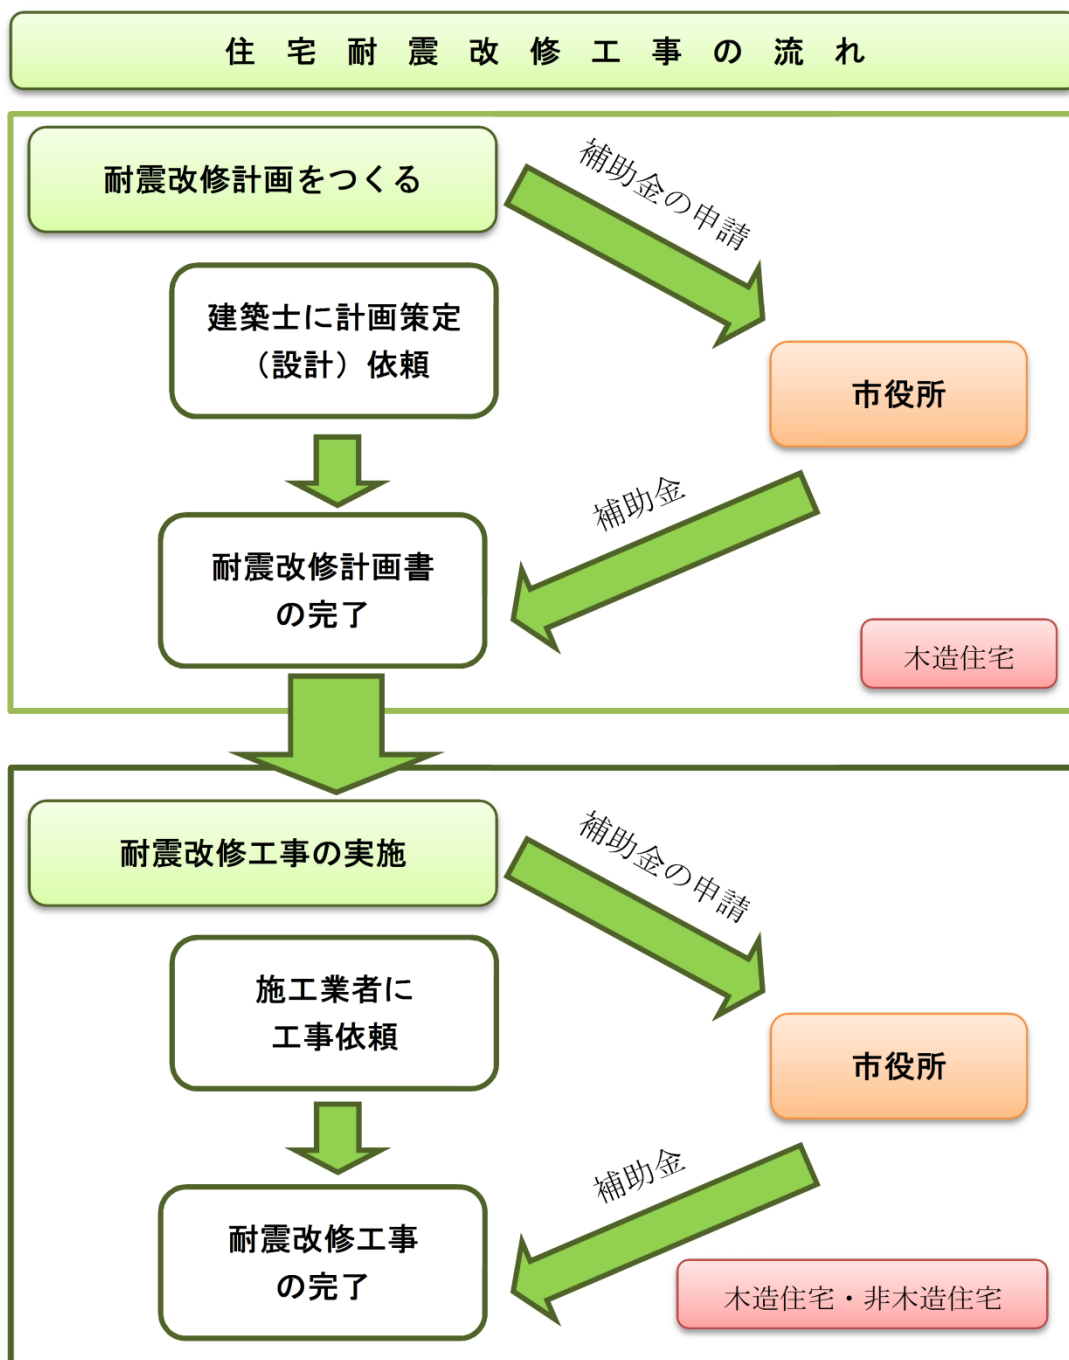 住宅耐震改修工事の流れ
耐震改修計画をつくる
補助金の申請
建築士に計画策定
（設計）依頼
市役所
補助金
耐震改修計画書
の完了
木造住宅
耐震改修工事の実施
補助金の申請
施工業者に
工事依頼
市役所
補助金
耐震改修工事
の完了
木造住宅・非木造住宅